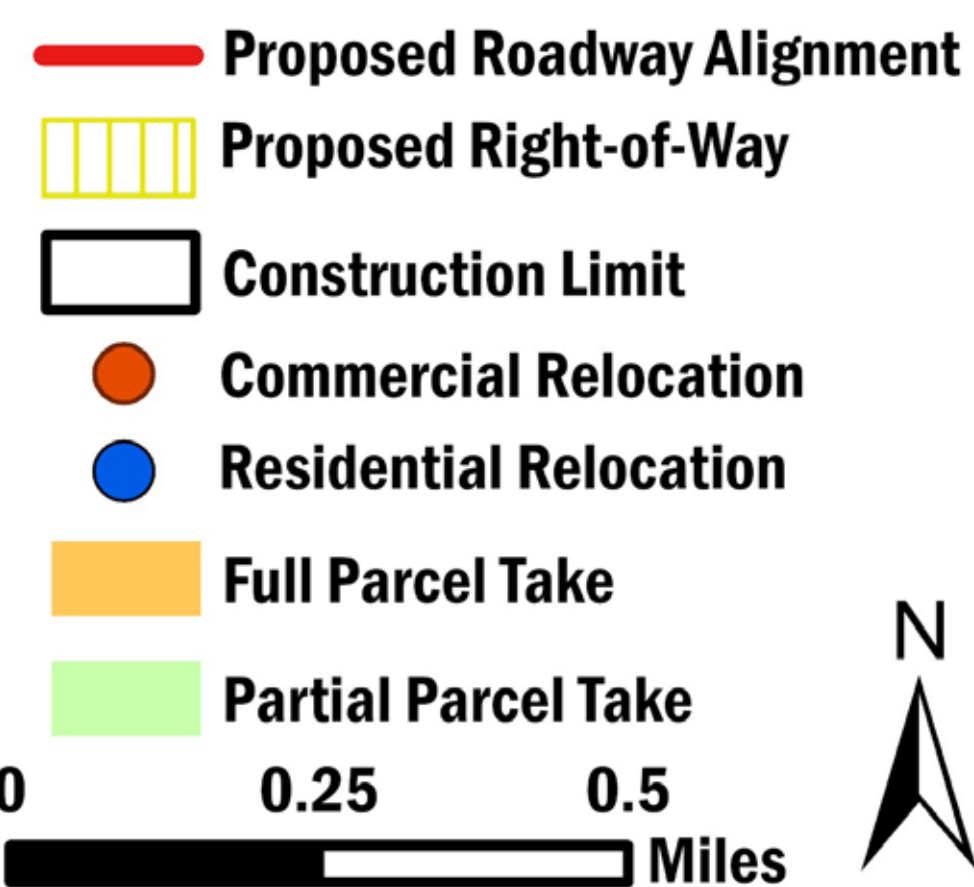 Proposed Roadway Alignment
Proposed Right-of-Way
Construction Limit
Commercial Relocation
Residential Relocation
Full Parcel Take
N
Partial Parcel Take
0 0.25 0.5
Miles